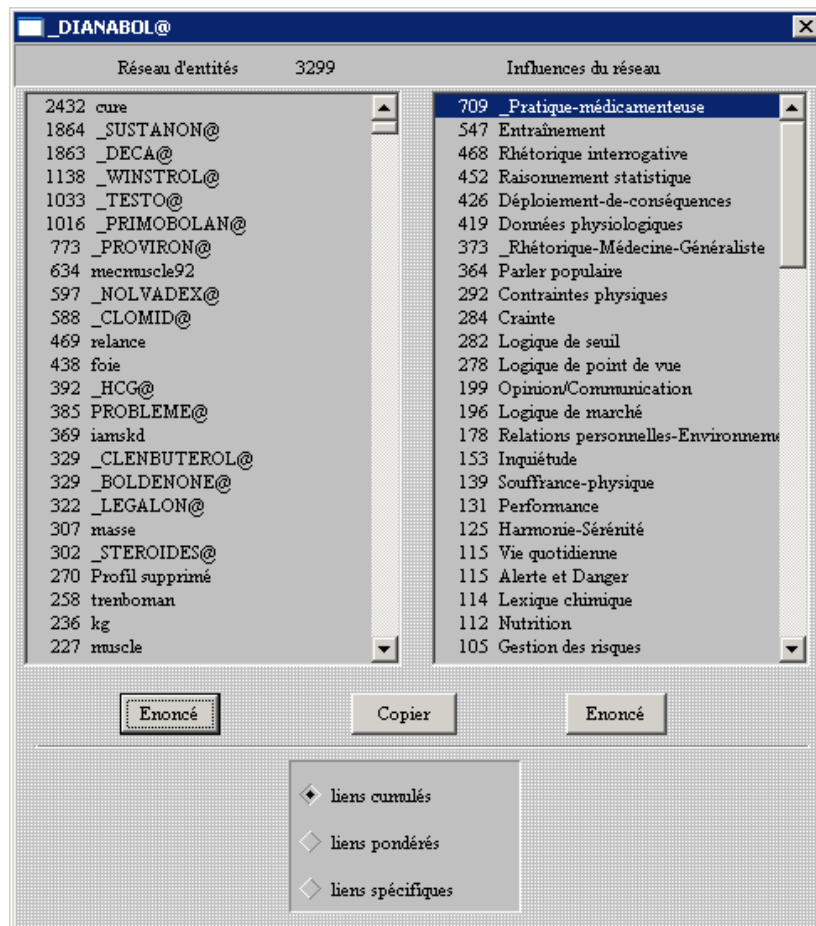 _DIANABOL@
Réseau d'entités 3299 Influences du réseau
2432 cure
1864 _SUSTANON@
1863 _DECA@
1138 _WINSTROL@
1033 _TESTO@
1016 _PRIMOBOLAN@
773 _PROVIRON@
634 mecmuscle92
597 _NOLVADEX@
588 _CLOMID@
469 relance
438 foie
392 _HCG@
385 PROBLEME@
369 iamskd
329 _CLENBUTEROL@
329 _BOLDENONE@
322 _LEGALON@
307 masse
302 _STEROIDES@
270 Profil supprimé
258 trenboman
236 kg
227 muscle
709 _Pratique-médicamenteuse
547 Entraînement
468 Rhétorique interrogative
452 Raisonnement statistique
426 Déploiement-de-conséquences
419 Données physiologiques
373 _Rhétorique-Médecine-Généraliste
364 Parler populaire
292 Contraintes physiques
284 Crainte
282 Logique de seuil
278 Logique de point de vue
199 Opinion/Communication
196 Logique de marché
178 Relations personnelles-Environneme
153 Inquiétude
139 Souffrance-physique
131 Performance
125 Harmonie-Sérénité
115 Vie quotidienne
115 Alerte et Danger
114 Lexique chimique
112 Nutrition
105 Gestion des risques
Enoncé Copier Enoncé
liens cumulés
liens pondérés
liens spécifiques